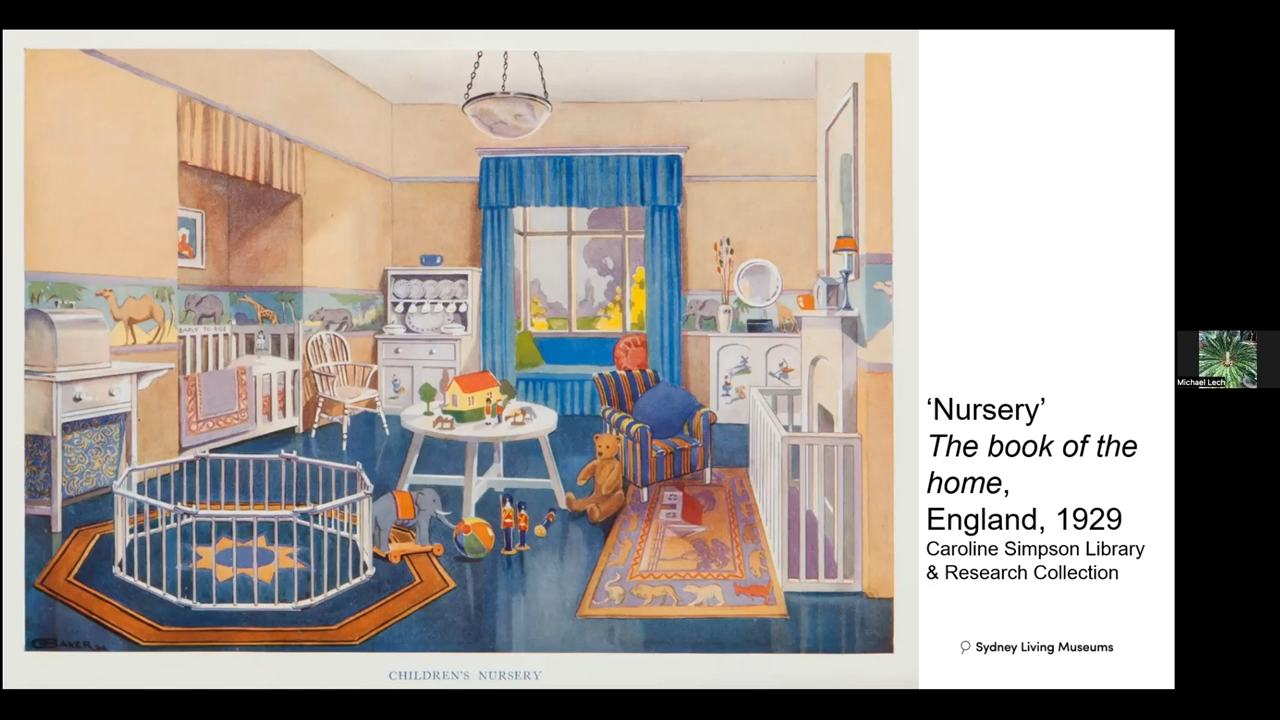 BAKER
CHILDREN'S NURSERY
‘Nursery’
The book of the
home,
England, 1929
Caroline Simpson Library
& Research Collection
Sydney Living Museums
Michael Lech